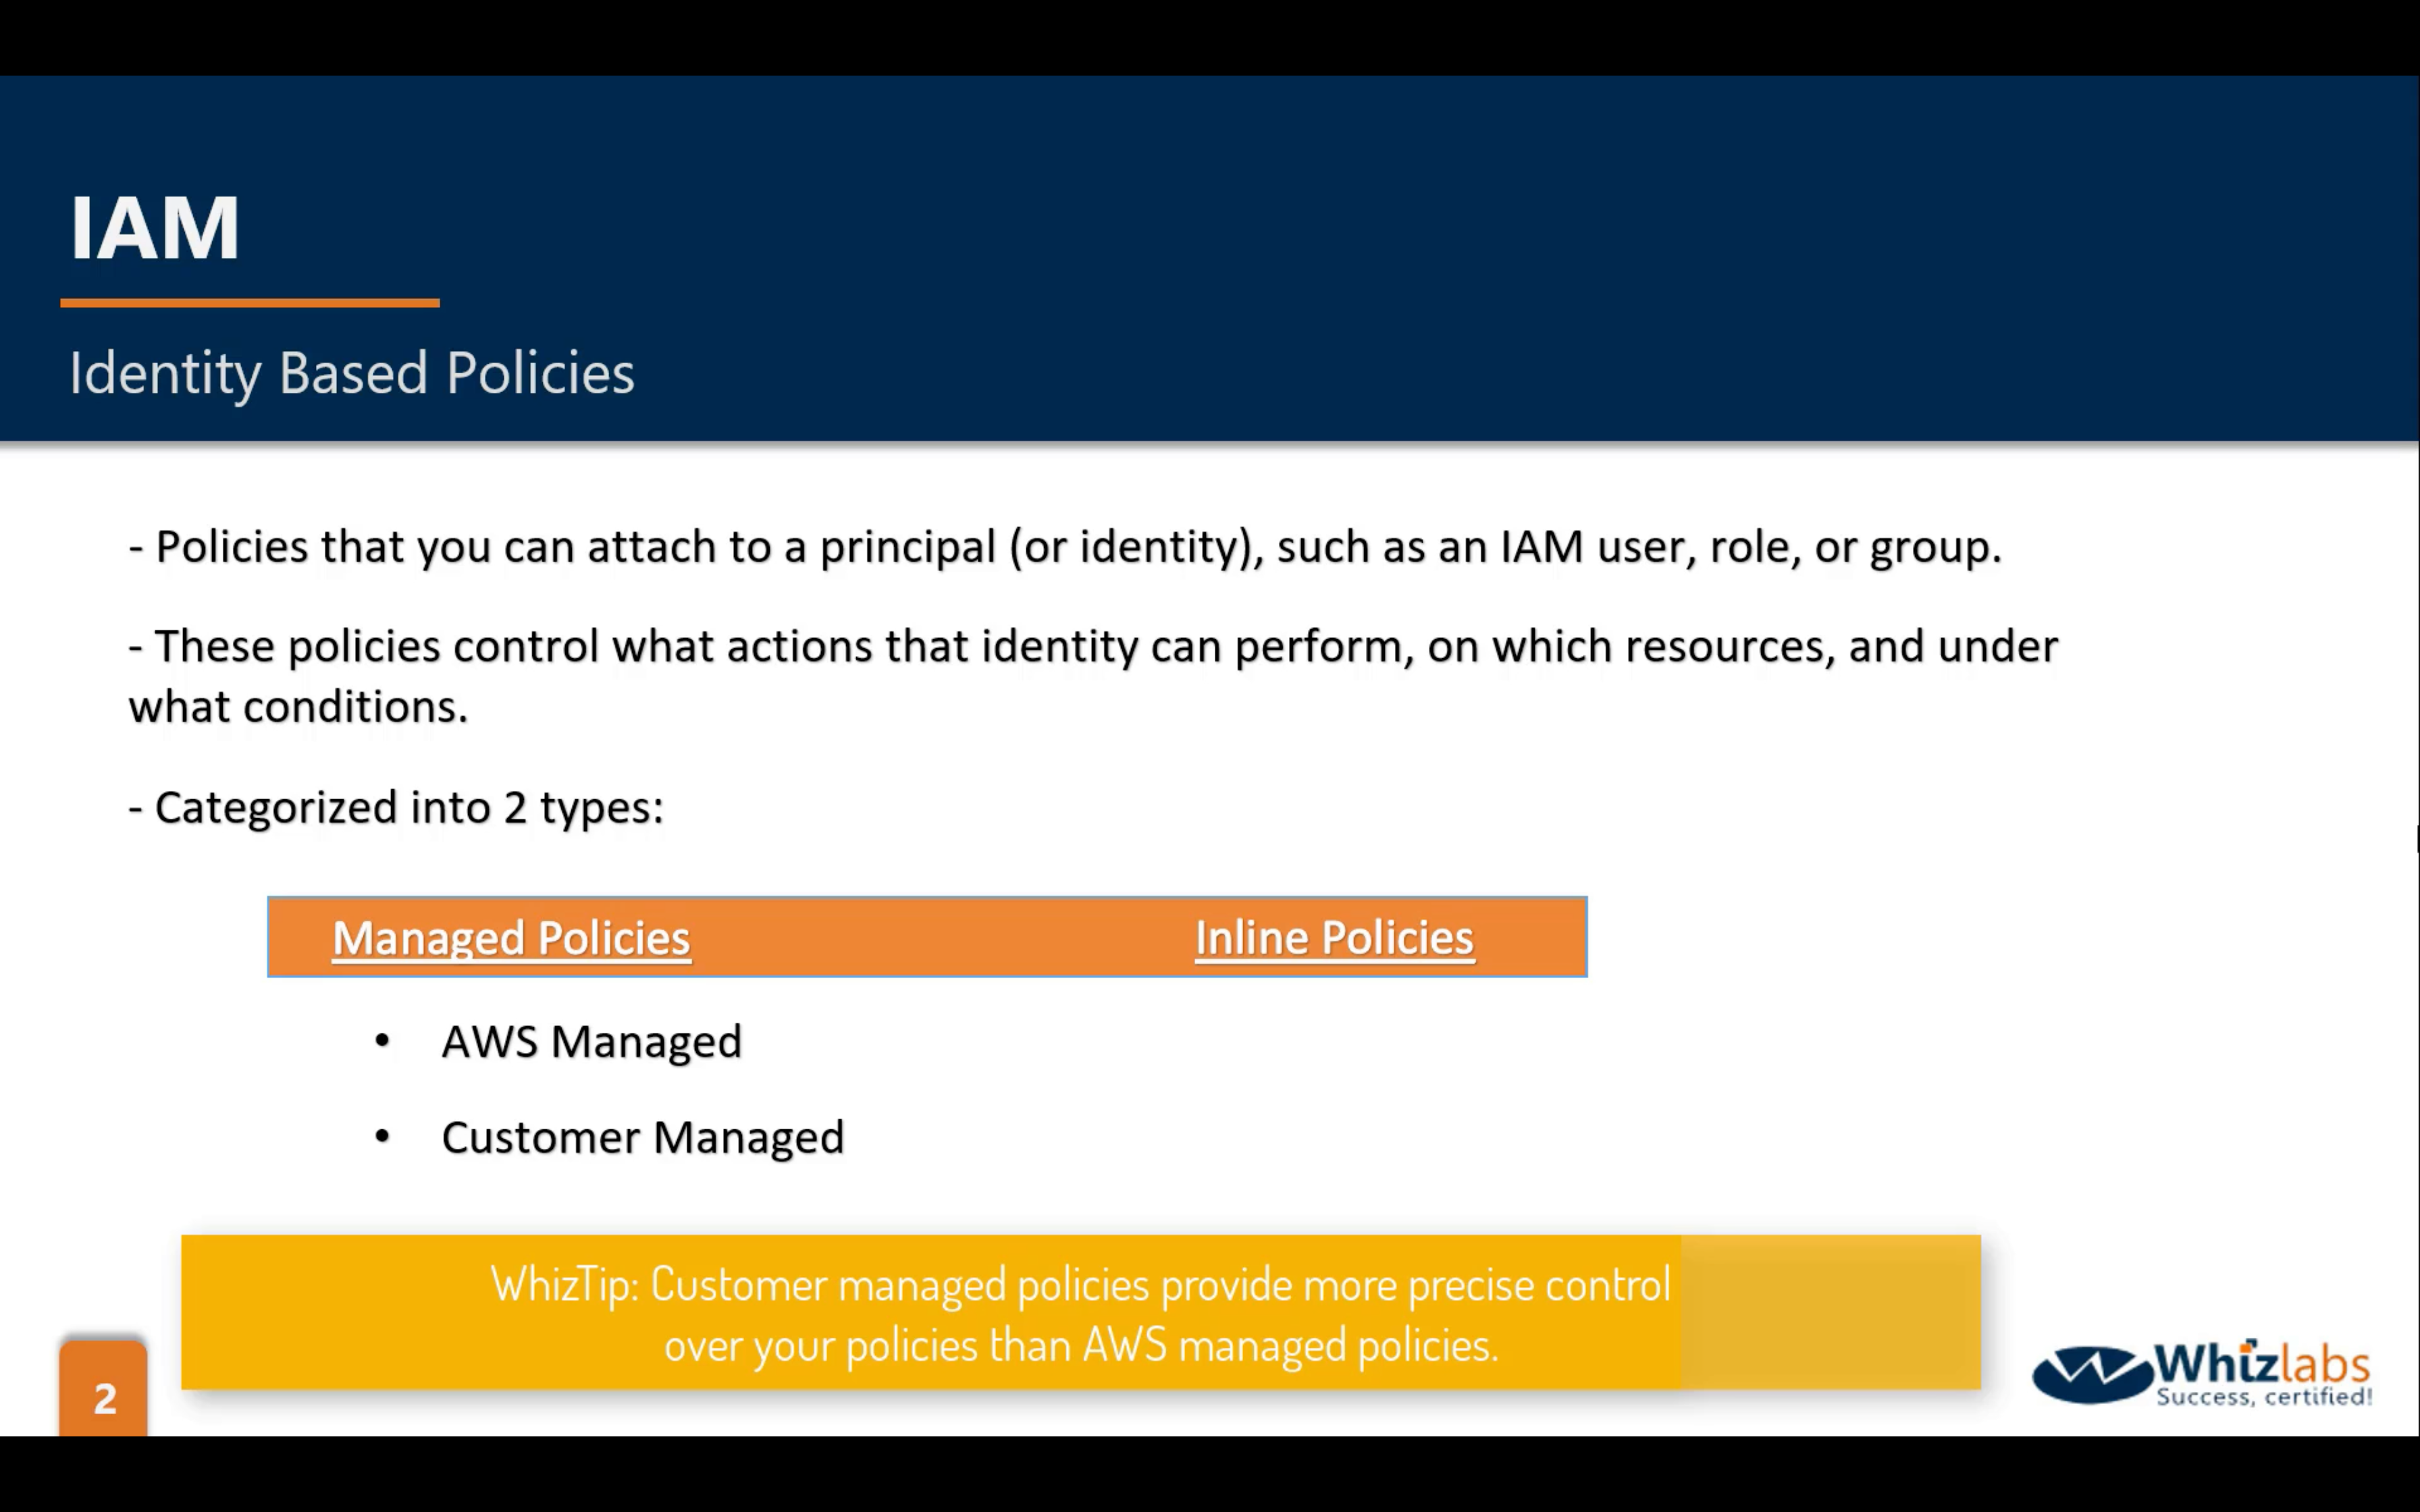 IAM
Identity Based Policies
- Policies that you can attach to a principal (or identity), such as an IAM user, role, or group.
- These policies control what actions that identity can perform, on which resources, and under
what conditions.
- Categorized into 2 types:
Managed Policies
Inline Policies
• AWS Managed
• Customer Managed
WhizTip: Customer managed policies provide more precise control
over your policies than AWS managed policies.
2
Whizlabs
Success, certified!